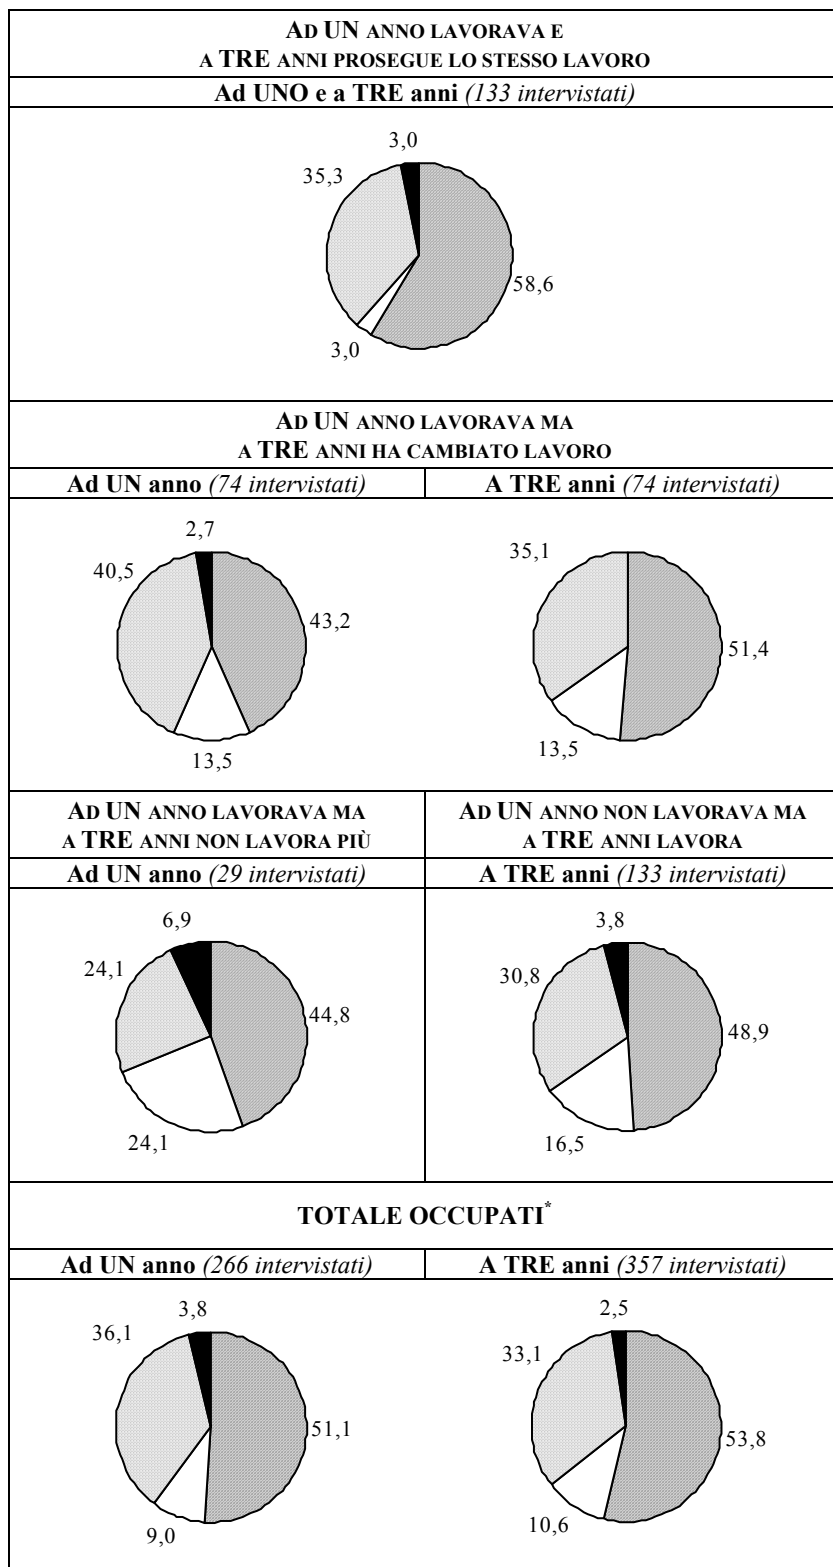 AD UN ANNO LAVORAVA E
A TRE ANNI PROSEGUE LO STESSO LAVORO
Ad UNO e a TRE anni (133 intervistati)
3,0
35,3
58,6
3,0
AD UN ANNO LAVORAVA MA
A TRE ANNI HA CAMBIATO LAVORO
Ad UN anno (74 intervistati)
A TRE anni (74 intervistati)
2,7
40,5
43,2
13,5
35,1
51,4
13,5
AD UN ANNO LAVORAVA MA
A TRE ANNI NON LAVORA PIÙ
Ad UN anno (29 intervistati)
6,9
24,1
44,8
24,1
AD UN ANNO NON LAVORAVA MA
A TRE ANNI LAVORA
A TRE anni (133 intervistati)
3,8
30,8
48,9
16,5
TOTALE OCCUPATI*
Ad UN anno (266 intervistati)
A TRE anni (357 intervistati)
3,8
36,1
51,1
9,0
2,5
33,1
53,8
10,6